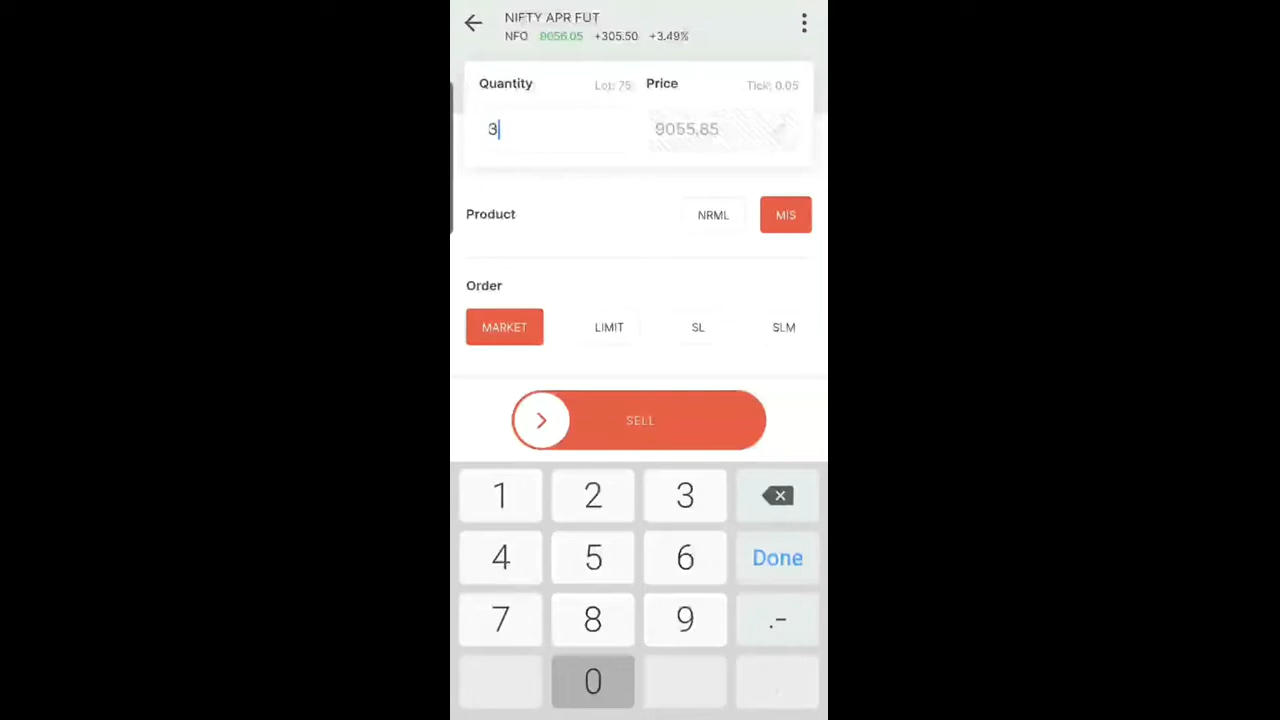 NIFTY APR FUT
NFO 9056.05 +305.50 +3.49%
Quantity Lot: 75 Price Tick: 0.05
3 9055.85
Product NRML MIS
Order
MARKET LIMIT SL SLM
SELL
1 2 3
4 5 6 Done
7 8 9 .-
0